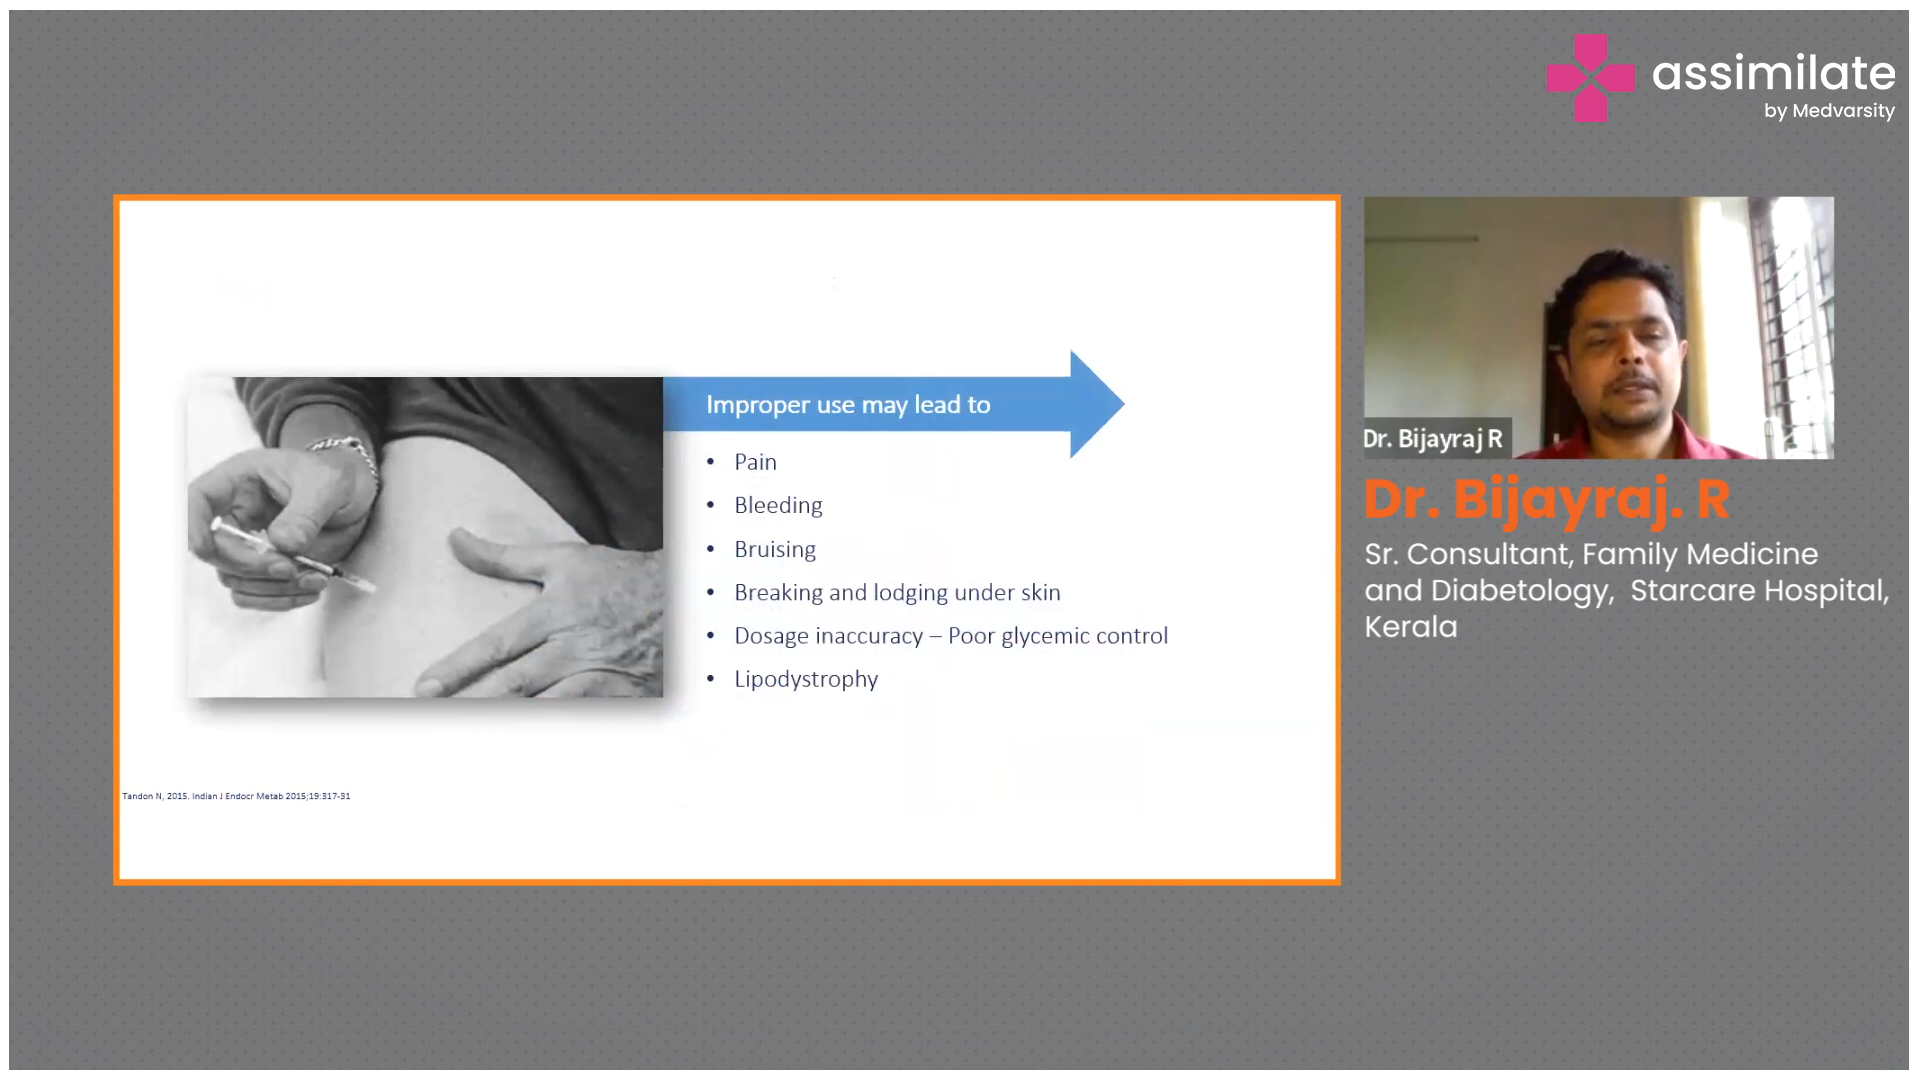 assimilate
by Medvarsity
Improper use may lead to
• Pain
• Bleeding
• Bruising
• Breaking and lodging under skin
• Dosage inaccuracy – Poor glycemic control
• Lipodystrophy
Tandon N, 2015. Indian J Endocr Metab 2015;19:317-31
Dr. Bijayraj R
Dr. Bijayraj. R
Sr. Consultant, Family Medicine
and Diabetology, Starcare Hospital,
Kerala